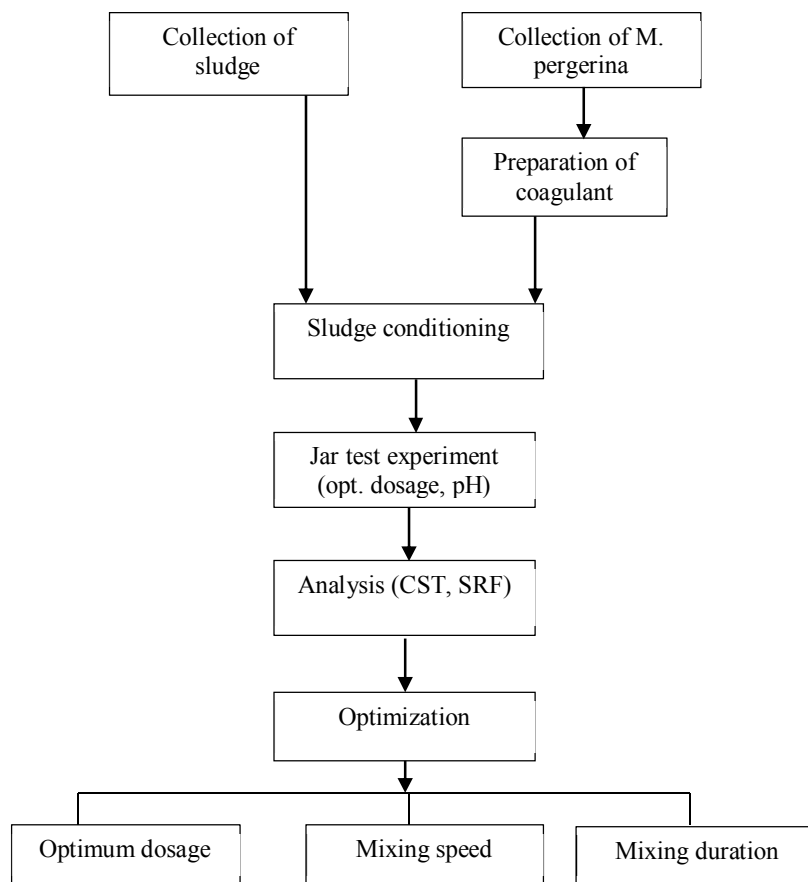 Collection of
sludge
Collection of M.
pergerina
Preparation of
coagulant
Sludge conditioning
Jar test experiment
(opt. dosage, pH)
Analysis (CST, SRF)
Optimization
Optimum dosage
Mixing speed
Mixing duration